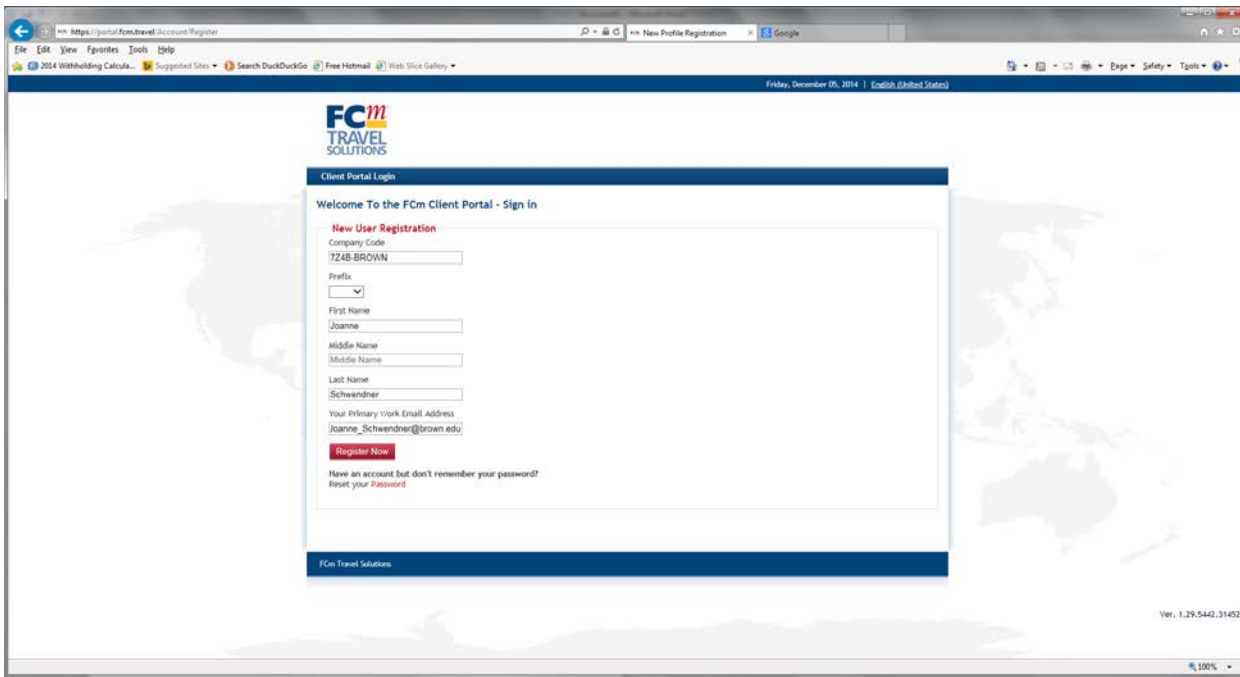 https://portal.fcm.travel/Account/Register
New Profile Registration
Google
File Edit View Favorites Tools Help
2014 Withholding Calcula... Suggested Sites Search DuckDuckGo Free Hotmail Web Slice Gallery
Page Safety Tools
Friday, December 05, 2014 | English (United States)
FCm
TRAVEL
SOLUTIONS
Client Portal Login
Welcome To the FCm Client Portal - Sign in
New User Registration
Company Code
7Z4B-BROWN
Prefix
First Name
Joanne
Middle Name
Middle Name
Last Name
Schwendner
Your Primary Work Email Address
Joanne_Schwendner@brown.edu
Register Now
Have an account but don't remember your password?
Reset your Password
FCm Travel Solutions
Ver. 1.29.5442.31452
100%